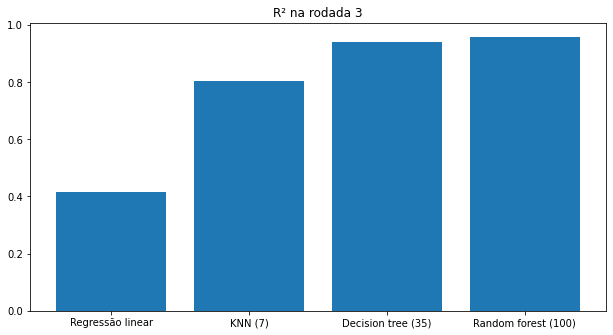 R² na rodada 3
1.0
0.8
0.6
0.4
0.2
0.0
Regressão linear
KNN (7)
Decision tree (35)
Random forest (100)